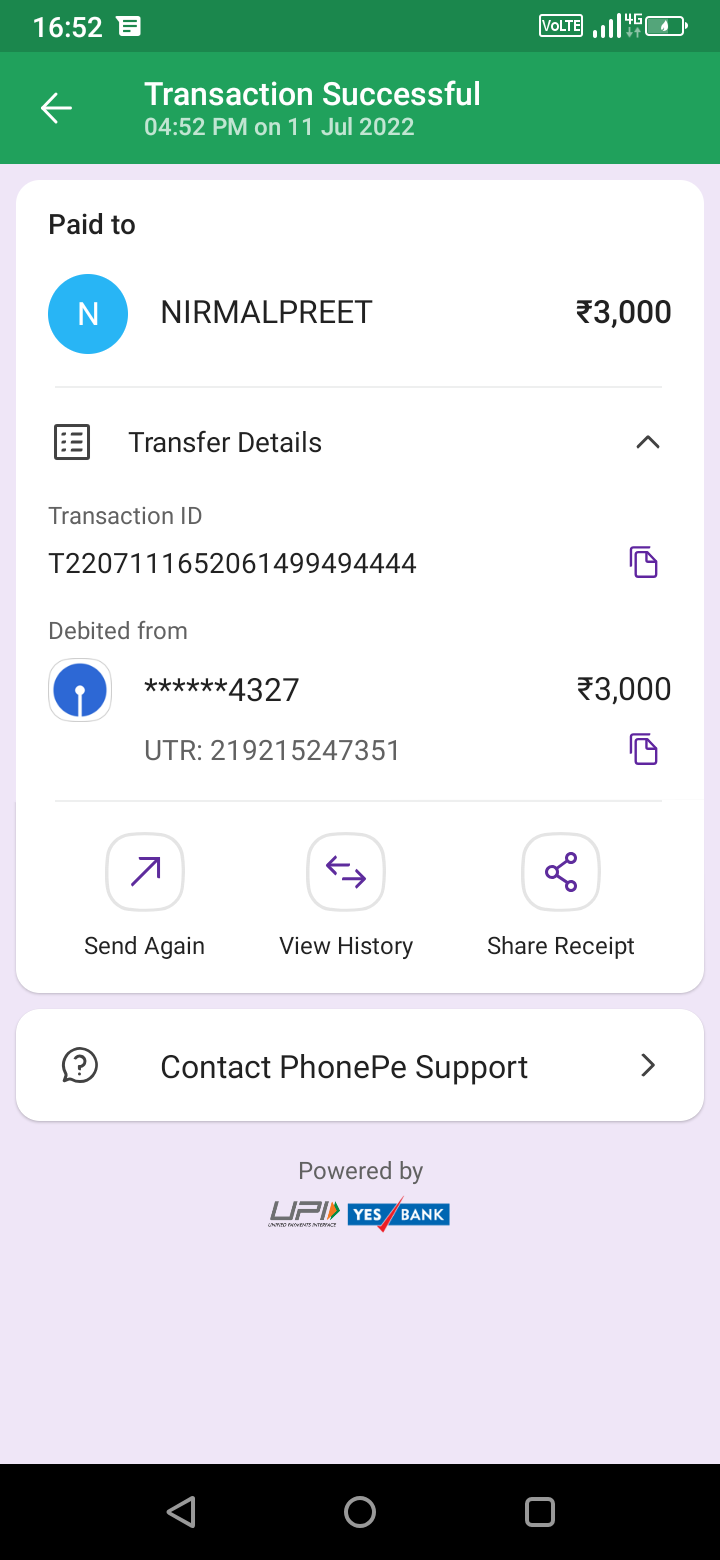 16:52
VoLTE 4G
Transaction Successful
04:52 PM on 11 Jul 2022
Paid to
N NIRMALPREET ₹3,000
Transfer Details
Transaction ID
T2207111652061499494444
Debited from
******4327 ₹3,000
UTR: 219215247351
Send Again View History Share Receipt
Contact PhonePe Support
Powered by
UPI YES BANK
UNIFIED PAYMENTS INTERFACE